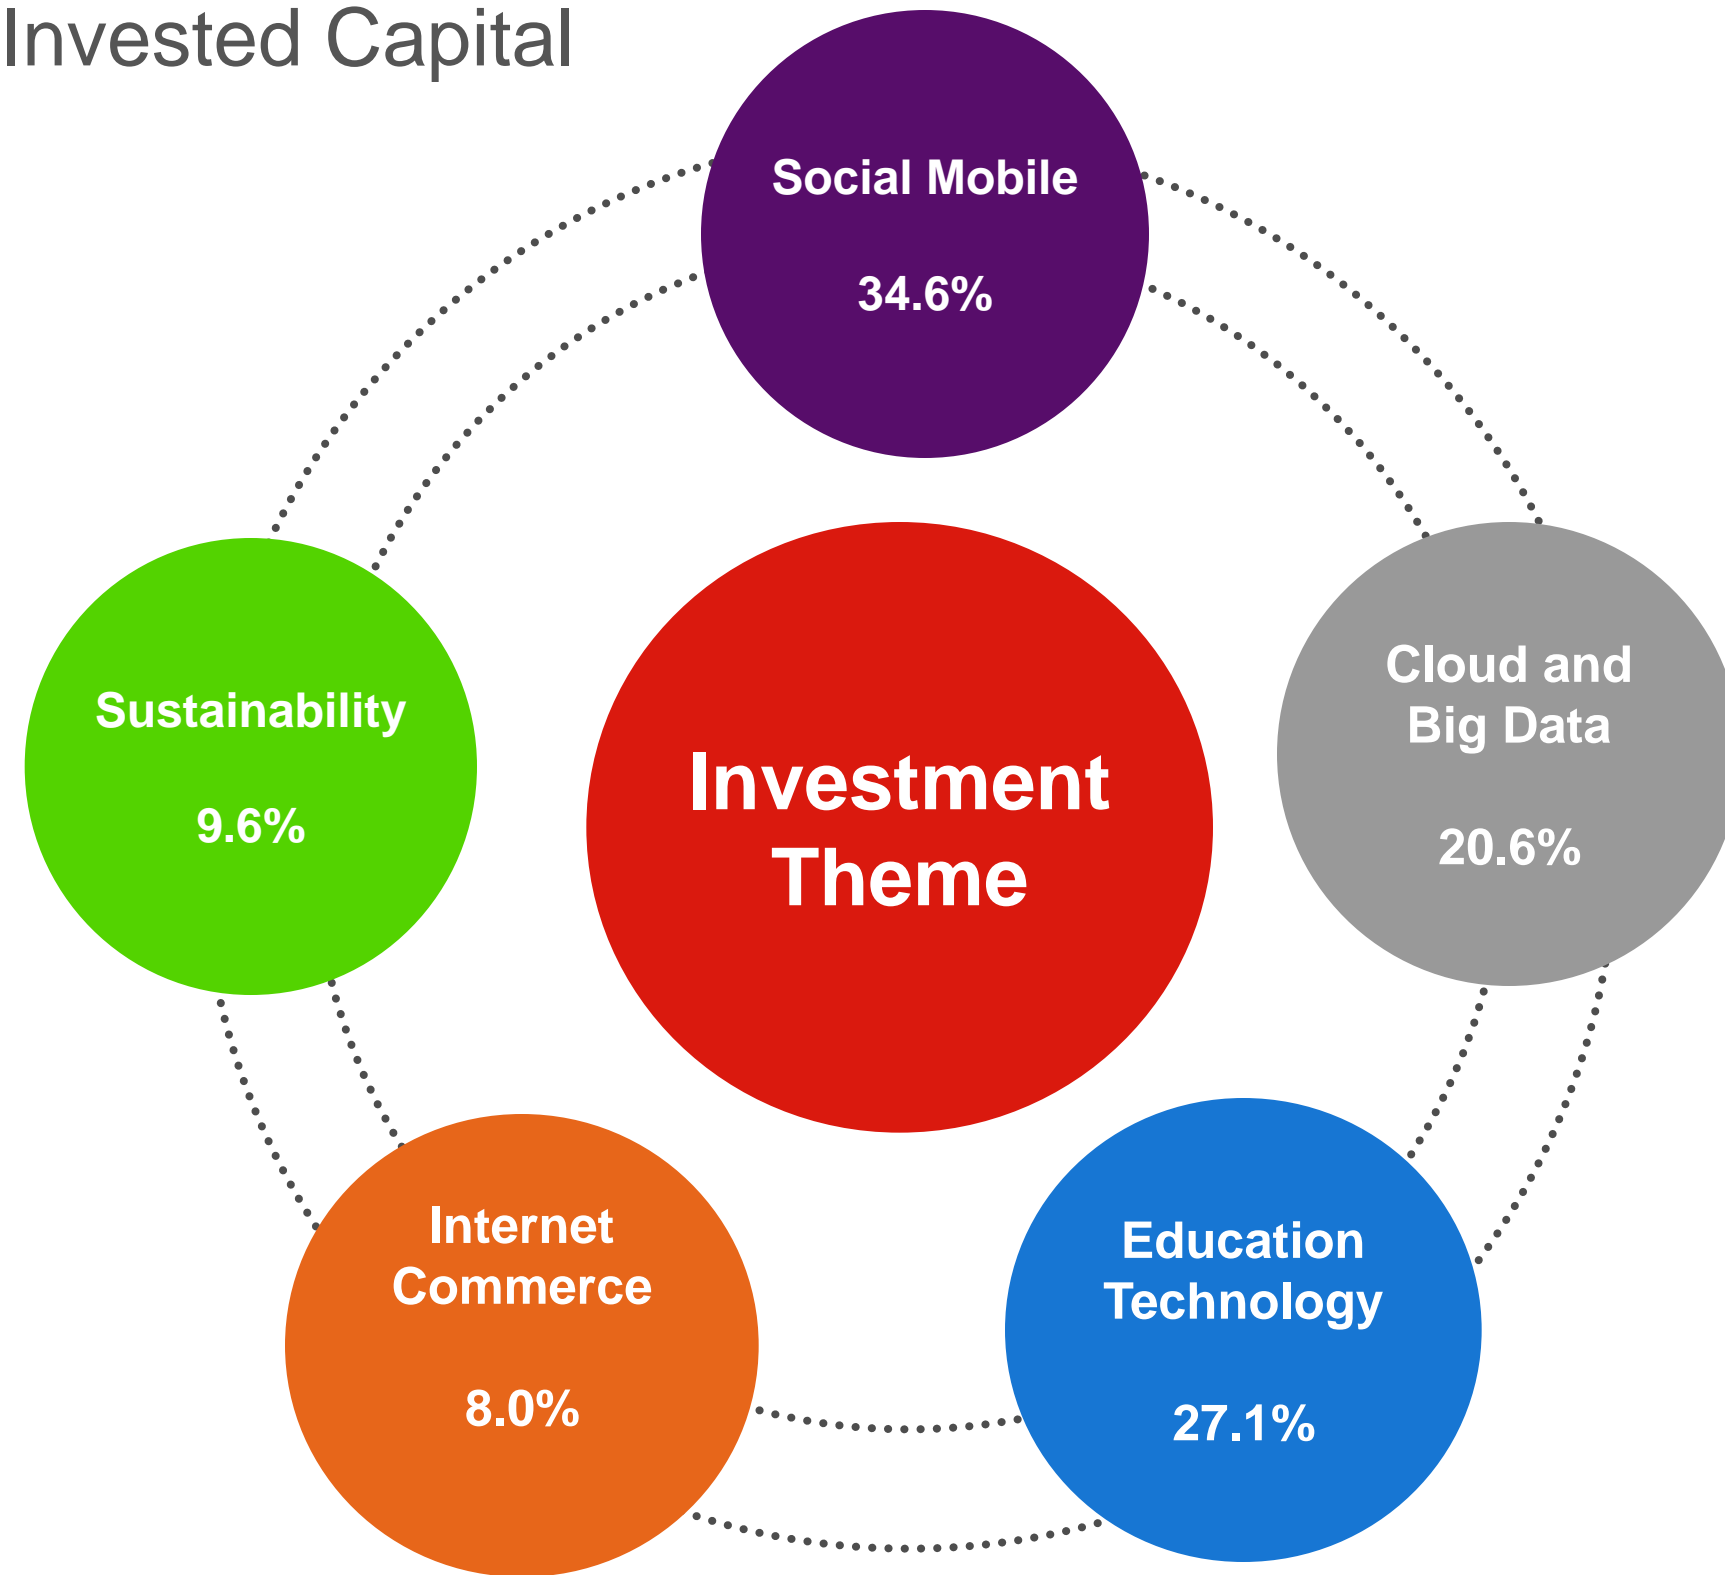 Invested Capital
Social Mobile
34.6%
Cloud and
Big Data
20.6%
Education
Technology
27.1%
Internet
Commerce
8.0%
Sustainability
9.6%
Investment
Theme